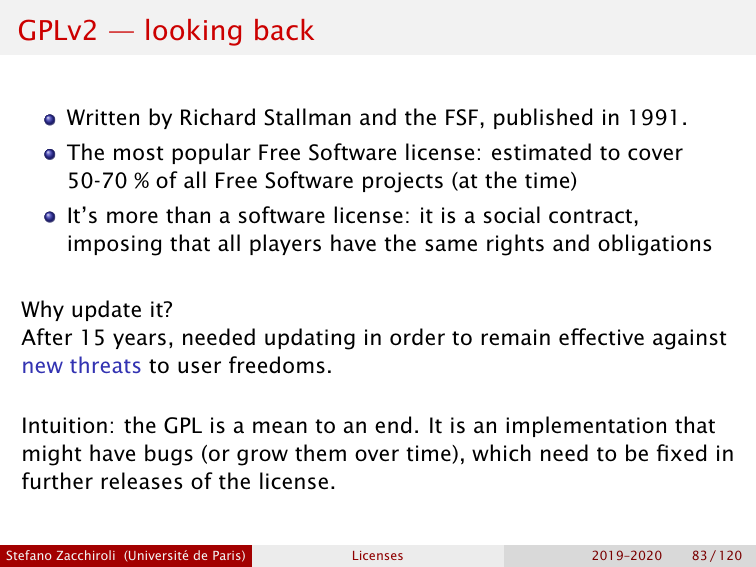 GPLv2 — looking back
Written by Richard Stallman and the FSF, published in 1991.
The most popular Free Software license: estimated to cover
50-70 % of all Free Software projects (at the time)
It’s more than a software license: it is a social contract,
imposing that all players have the same rights and obligations
Why update it?
After 15 years, needed updating in order to remain effective against
new threats to user freedoms.
Intuition: the GPL is a mean to an end. It is an implementation that
might have bugs (or grow them over time), which need to be fixed in
further releases of the license.
Stefano Zacchiroli (Université de Paris) Licenses 2019–2020 83 / 120